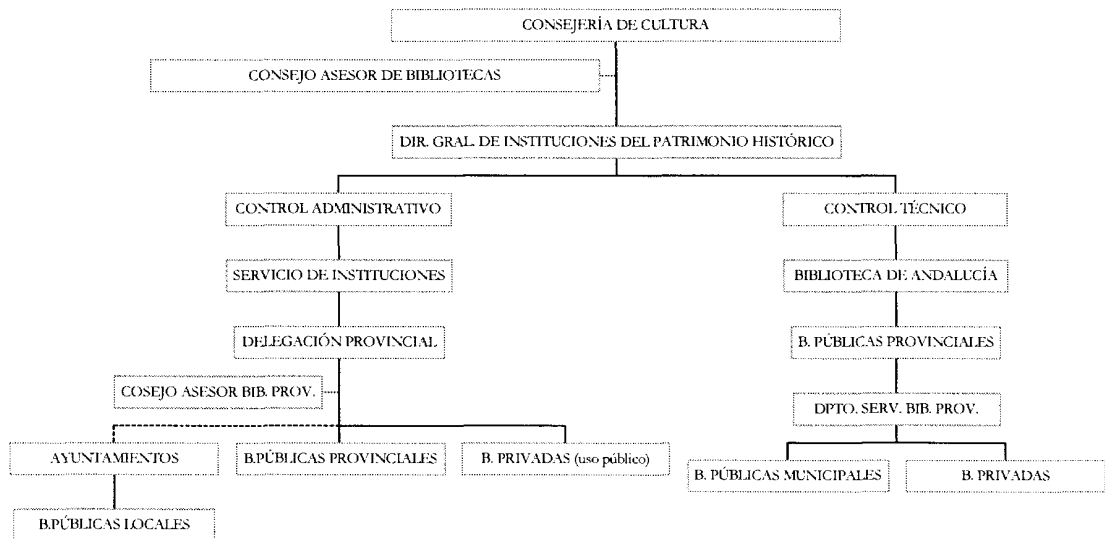 CONSEJERÍA DE CULTURA
CONSEJO ASESOR DE BIBLIOTECAS
DIR. GRAL. DE INSTITUCIONES DEL PATRIMONIO HISTÓRICO
CONTROL ADMINISTRATIVO
CONTROL TÉCNICO
SERVICIO DE INSTITUCIONES
BIBLIOTECA DE ANDALUCÍA
DELEGACIÓN PROVINCIAL
B. PÚBLICAS PROVINCIALES
COSEJO ASESOR BIB. PROV.
DPTO. SERV. BIB. PROV.
AYUNTAMIENTOS
B.PÚBLICAS PROVINCIALES
B. PRIVADAS (uso público)
B. PÚBLICAS MUNICIPALES
B. PRIVADAS
B.PÚBLICAS LOCALES